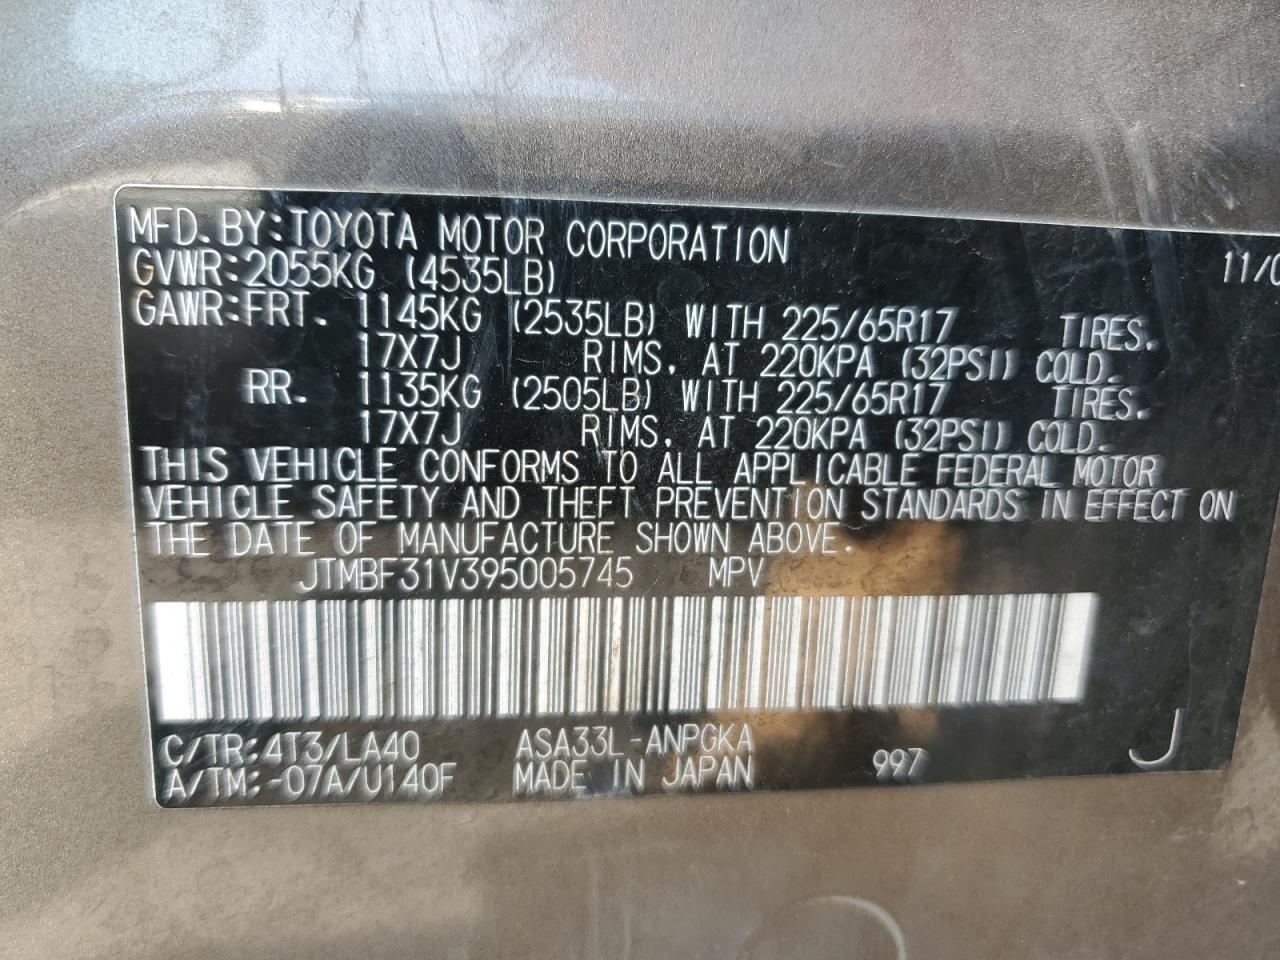 MFD. BY: TOYOTA MOTOR CORPORATION 11/0
GVWR: 2055KG (4535LB)
GAWR: FRT. 1145KG (2535LB) WITH 225/65R17 TIRES.
17X7J RIMS, AT 220KPA (32PSI) COLD.
RR. 1135KG (2505LB) WITH 225/65R17 TIRES.
17X7J RIMS, AT 220KPA (32PSI) COLD.
THIS VEHICLE CONFORMS TO ALL APPLICABLE FEDERAL MOTOR
VEHICLE SAFETY AND THEFT PREVENTION STANDARDS IN EFFECT ON
THE DATE OF MANUFACTURE SHOWN ABOVE.
JTMBF31V395005745 MPV
C/TR: 4T3/LA40 ASA33L-ANPGKA
A/TM: -07A/U140F MADE IN JAPAN 997 J